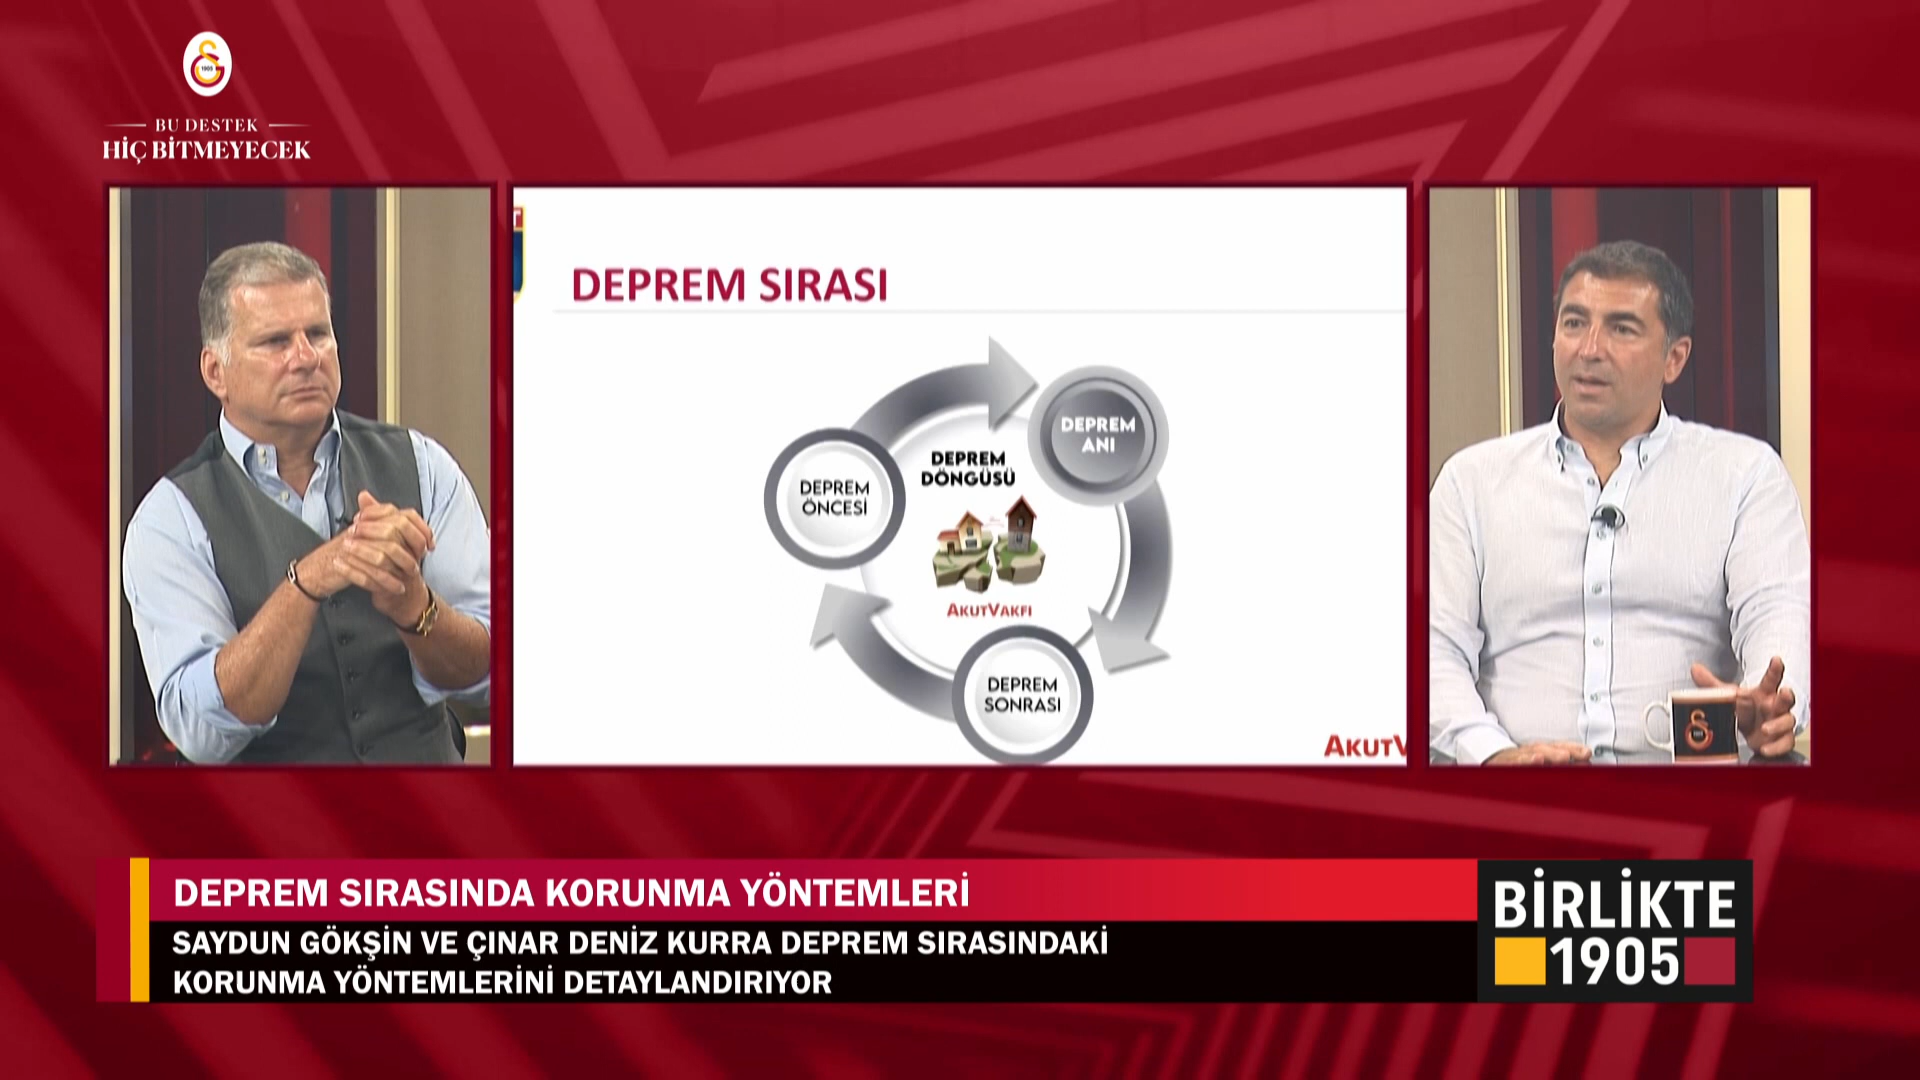 1905
BU DESTEK
HİÇ BİTMEYECEK
T
DEPREM SIRASI
DEPREM
ANI
DEPREM
DÖNGÜSÜ
DEPREM
ÖNCESİ
AKUTVAKFI
DEPREM
SONRASI
AKUTV
DEPREM SIRASINDA KORUNMA YÖNTEMLERİ
SAYDUN GÖKŞİN VE ÇINAR DENİZ KURRA DEPREM SIRASINDAKİ
KORUNMA YÖNTEMLERİNİ DETAYLANDIRIYOR
BİRLİKTE
1905